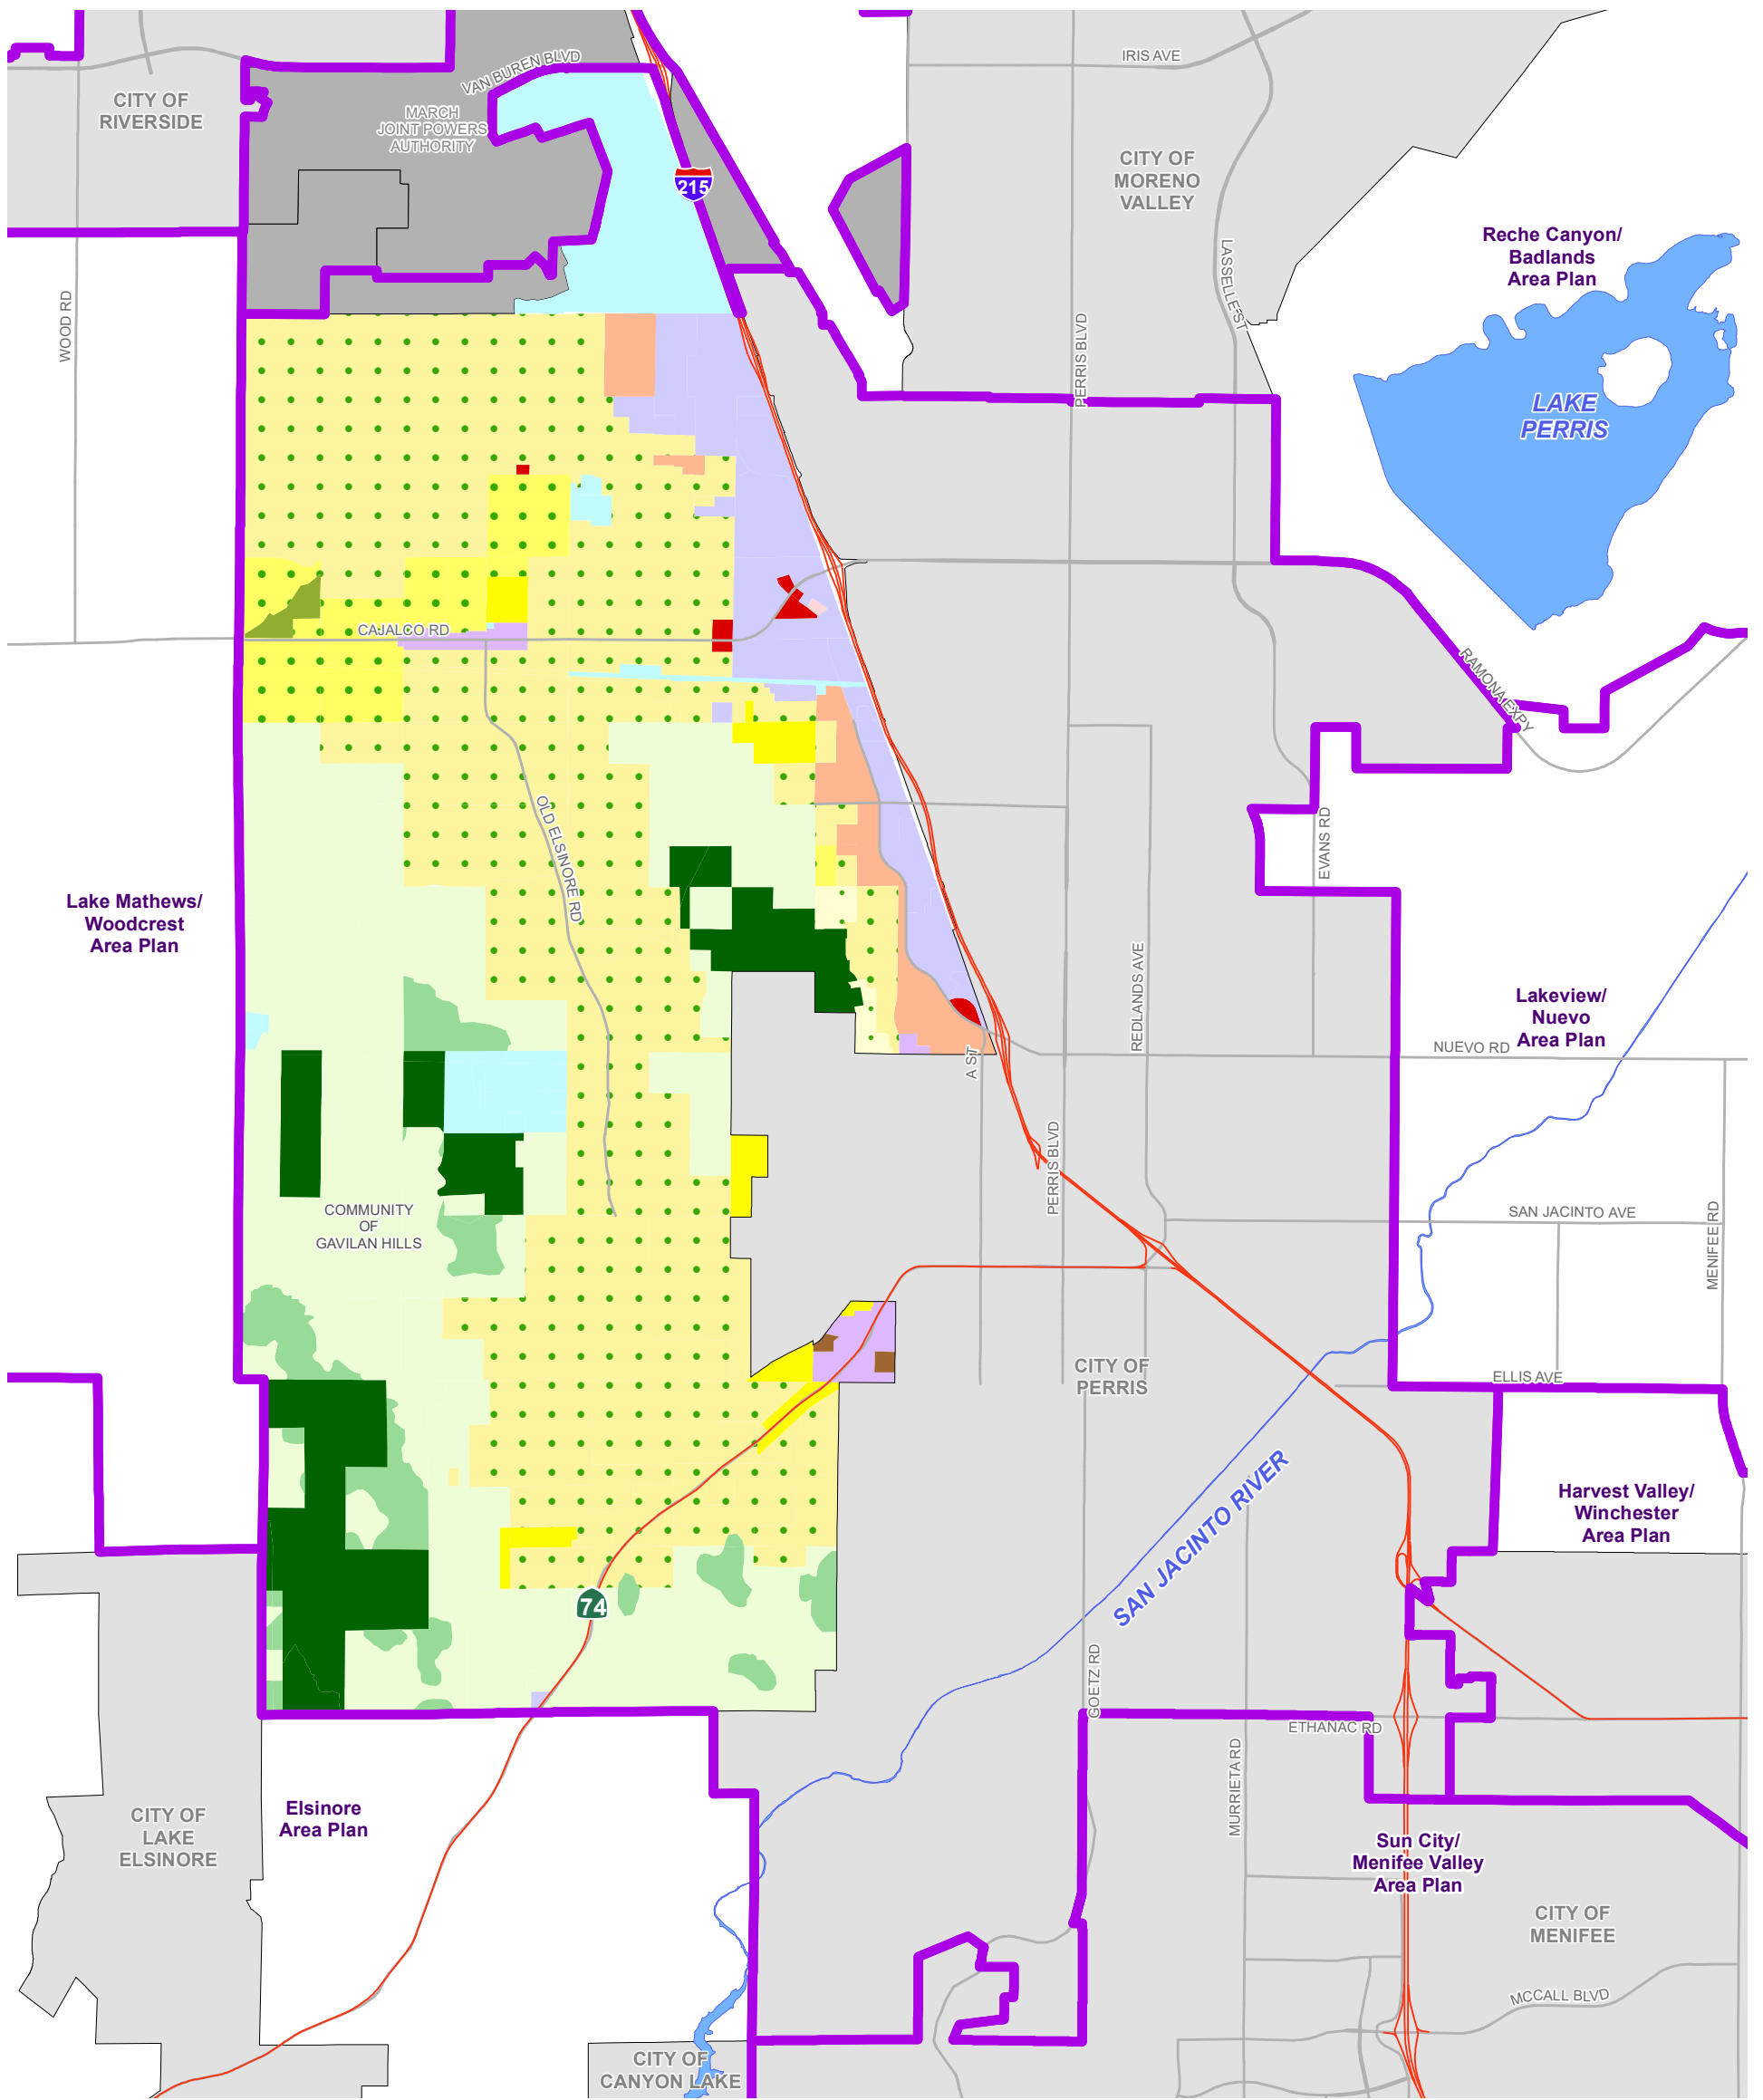 IRIS AVE
VAN BUREN BLVD
CITY OF
RIVERSIDE
MARCH
JOINT POWERS
AUTHORITY
215
CITY OF
MORENO
VALLEY
Reche Canyon/
Badlands
Area Plan
WOOD RD
LASSELLE ST
PERRIS BLVD
LAKE
PERRIS
CAJALCO RD
RAMONA EXPY
OLD ELSINORE RD
EVANS RD
Lake Mathews/
Woodcrest
Area Plan
REDLANDS AVE
Lakeview/
Nuevo
Area Plan
NUEVO RD
A ST
PERRIS BLVD
COMMUNITY
OF
GAVILAN HILLS
SAN JACINTO AVE
MENIFEE RD
CITY OF
PERRIS
ELLIS AVE
SAN JACINTO RIVER
Harvest Valley/
Winchester
Area Plan
74
GOETZ RD
ETHANAC RD
MURRIETA RD
CITY OF
LAKE
ELSINORE
Elsinore
Area Plan
Sun City/
Menifee Valley
Area Plan
CITY OF
MENIFEE
MCCALL BLVD
CITY OF
CANYON LAKE